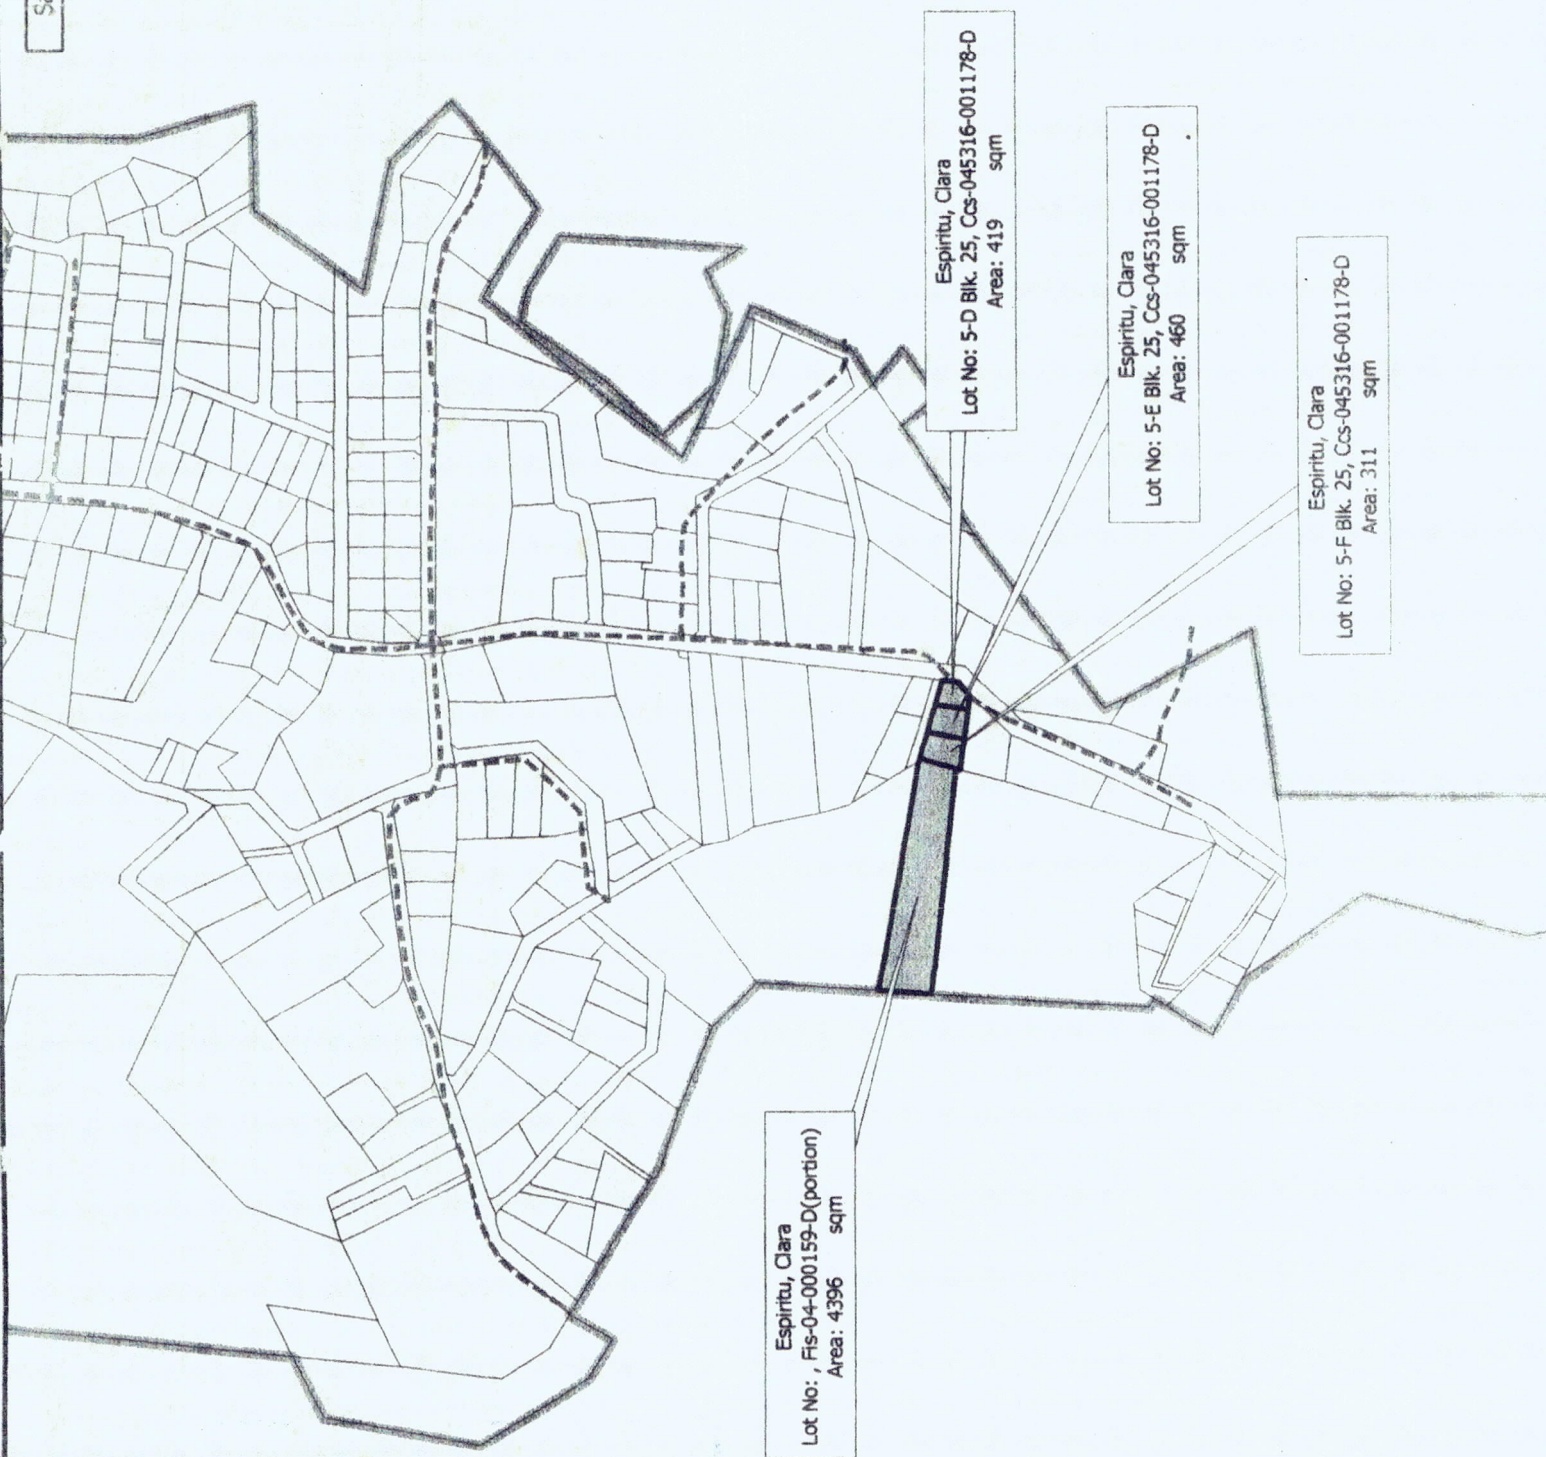 Espiritu, Clara
Lot No: , Fis-04-000159-D(portion)
Area: 4396 sqm
Espiritu, Clara
Lot No: 5-D Blk. 25, Ccs-045316-001178-D
Area: 419 sqm
Espiritu, Clara
Lot No: 5-E Blk. 25, Ccs-045316-001178-D
Area: 460 sqm
Espiritu, Clara
Lot No: 5-F Blk. 25, Ccs-045316-001178-D
Area: 311 sqm